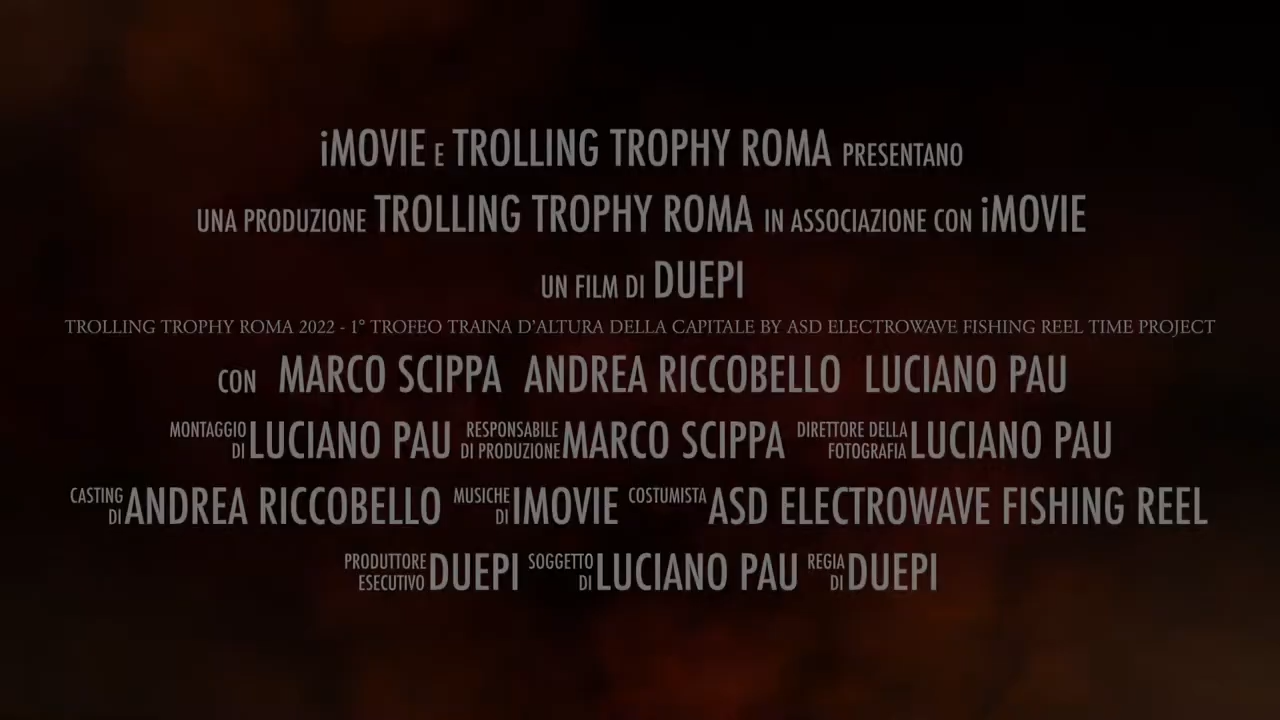 iMOVIE E TROLLING TROPHY ROMA PRESENTANO
UNA PRODUZIONE TROLLING TROPHY ROMA IN ASSOCIAZIONE CON iMOVIE
UN FILM DI DUEPI
TROLLING TROPHY ROMA 2022 - 1° TROFEO TRAINA D'ALTURA DELLA CAPITALE BY ASD ELECTROWAVE FISHING REEL TIME PROJECT
CON MARCO SCIPPA ANDREA RICCOBELLO LUCIANO PAU
MONTAGGIO DI LUCIANO PAU RESPONSABILE DI PRODUZIONE MARCO SCIPPA DIRETTORE DELLA FOTOGRAFIA LUCIANO PAU
CASTING DI ANDREA RICCOBELLO MUSICHE DI IMOVIE COSTUMISTA ASD ELECTROWAVE FISHING REEL
PRODUTTORE ESECUTIVO DUEPI SOGGETTO DI LUCIANO PAU REGIA DI DUEPI